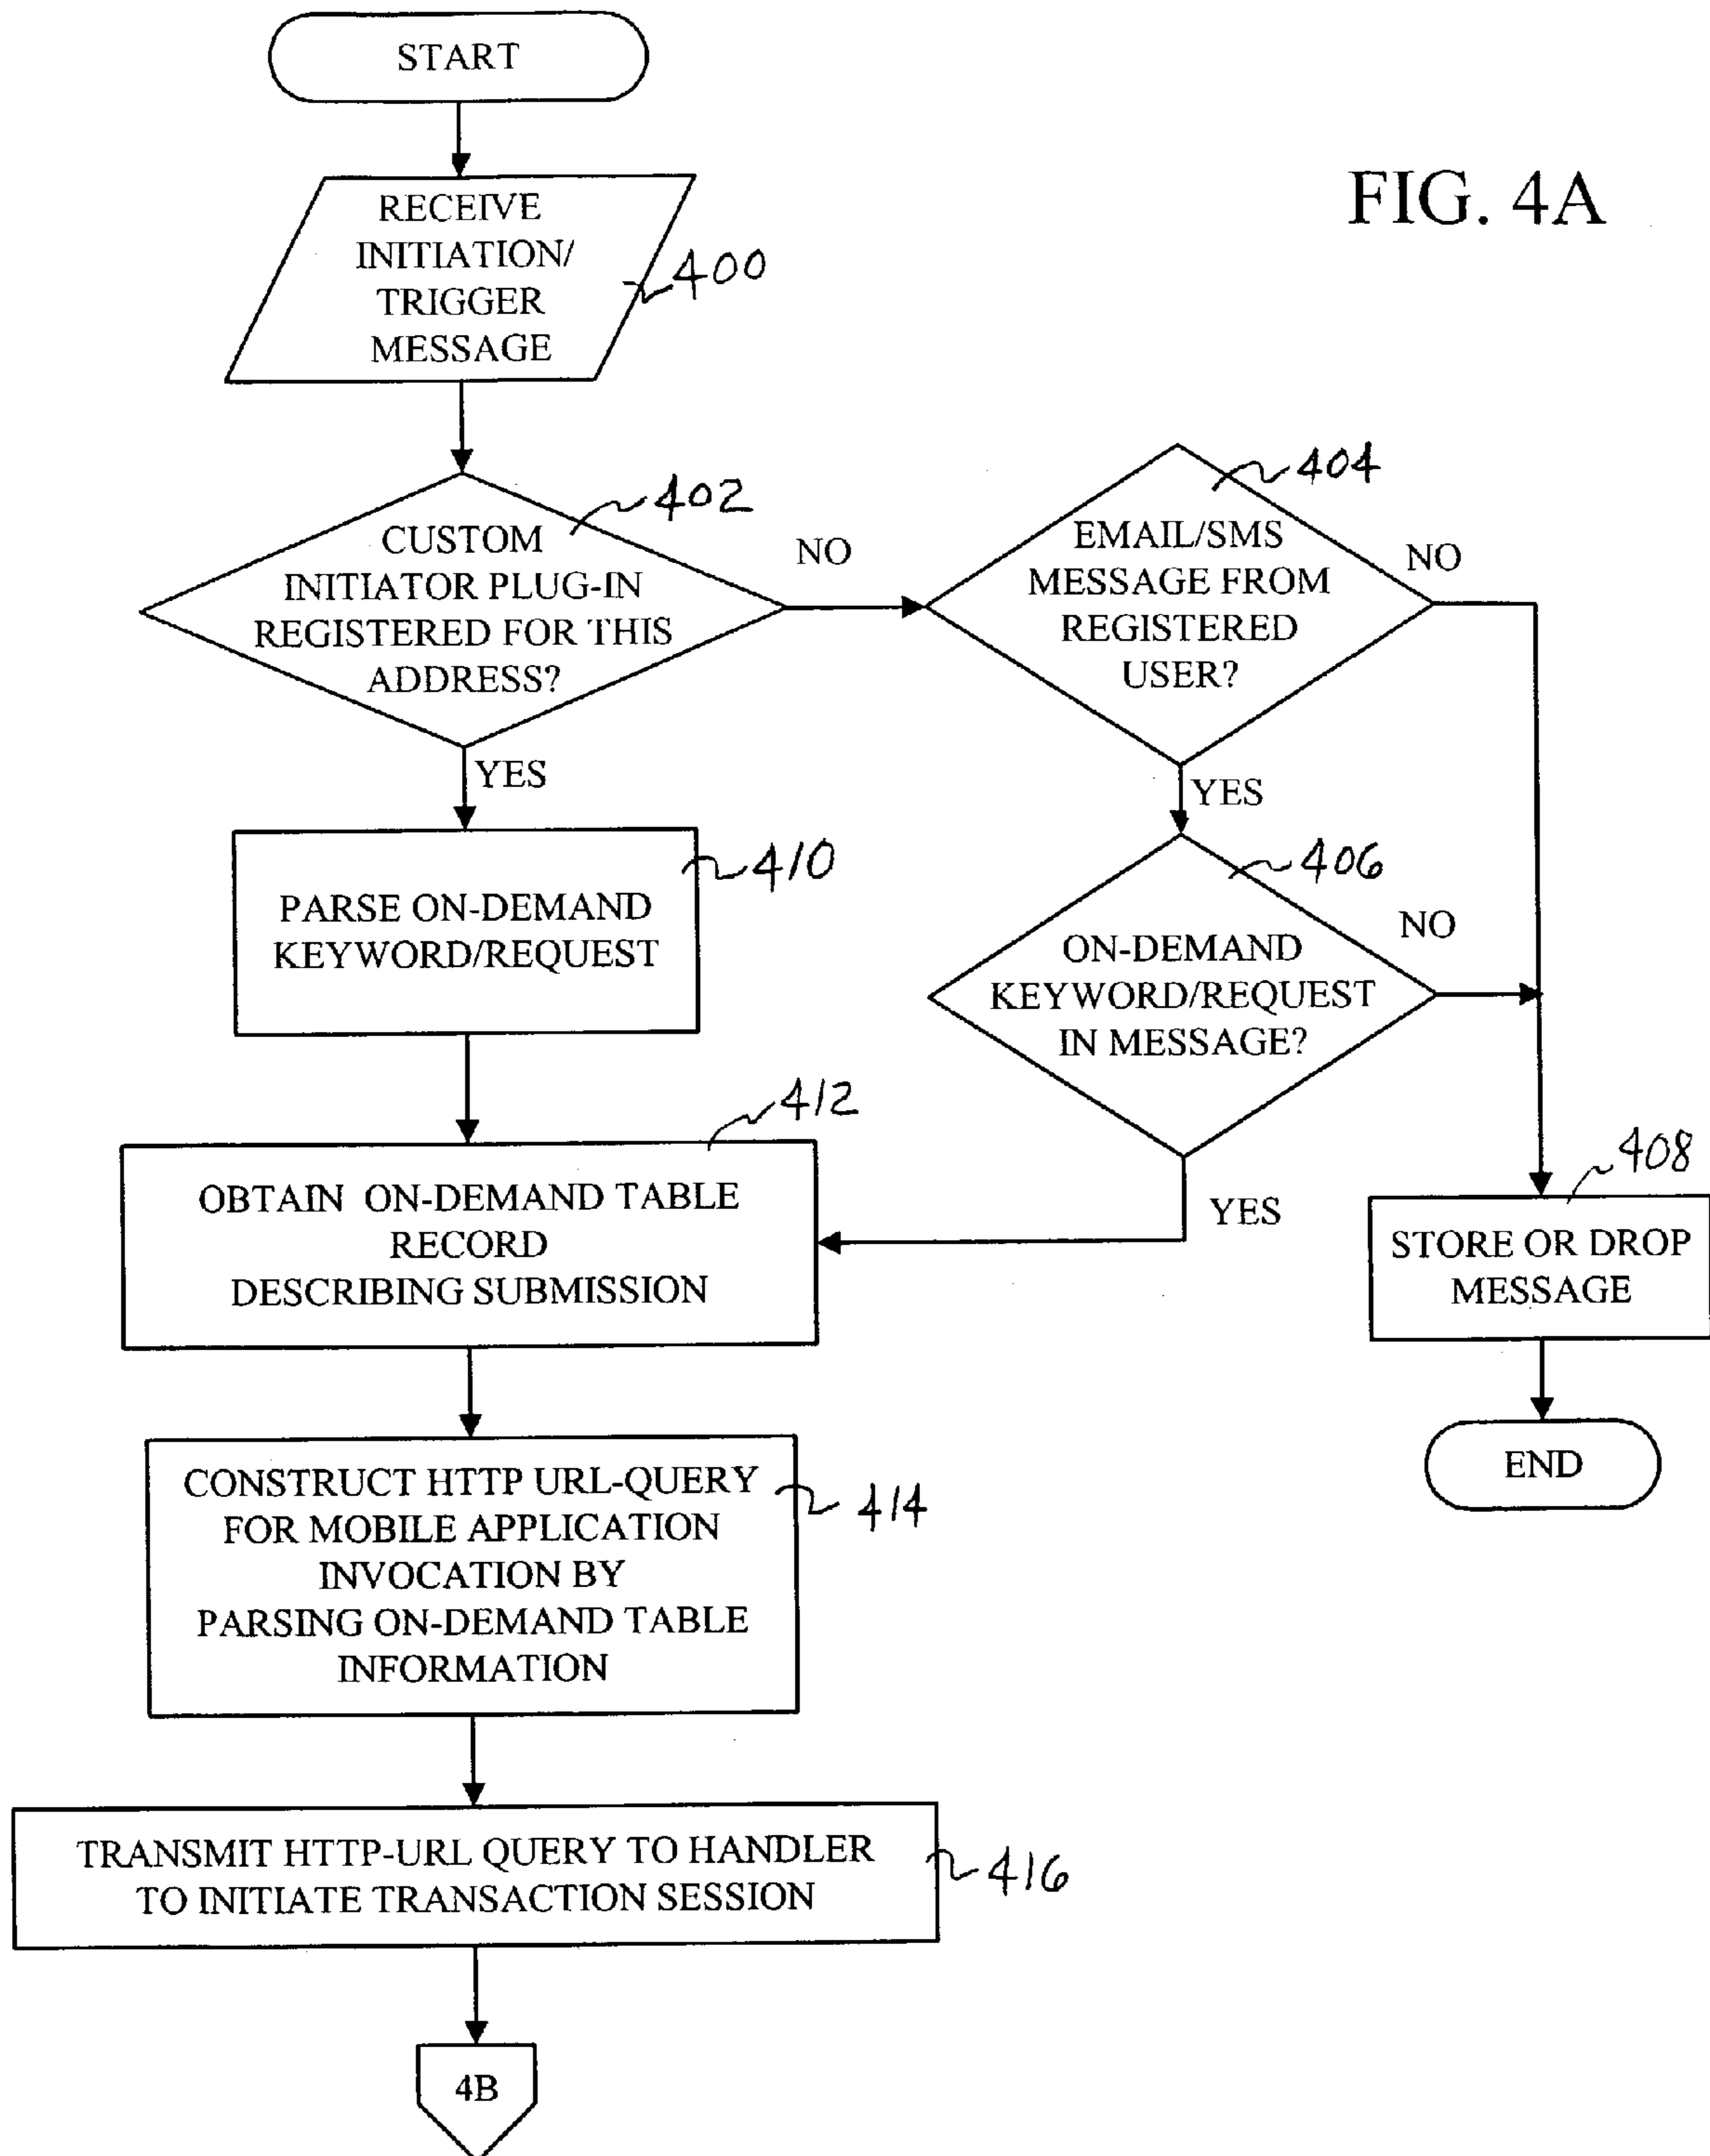 START
FIG. 4A
RECEIVE
INITIATION/
TRIGGER
MESSAGE
400
402
CUSTOM
INITIATOR PLUG-IN
REGISTERED FOR THIS
ADDRESS?
NO
YES
404
EMAIL/SMS
MESSAGE FROM
REGISTERED
USER?
NO
YES
410
PARSE ON-DEMAND
KEYWORD/REQUEST
406
ON-DEMAND
KEYWORD/REQUEST
IN MESSAGE?
NO
YES
412
OBTAIN ON-DEMAND TABLE
RECORD
DESCRIBING SUBMISSION
408
STORE OR DROP
MESSAGE
END
CONSTRUCT HTTP URL-QUERY
FOR MOBILE APPLICATION
INVOCATION BY
PARSING ON-DEMAND TABLE
INFORMATION
414
TRANSMIT HTTP-URL QUERY TO HANDLER
TO INITIATE TRANSACTION SESSION
416
4B